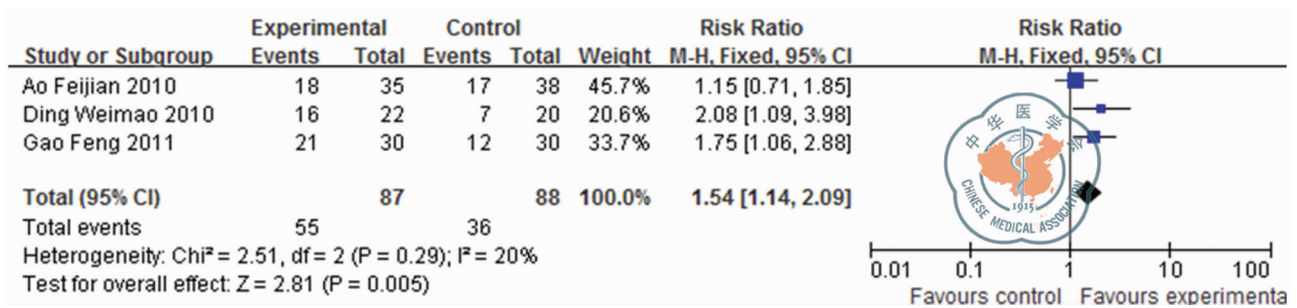 Experimental Control Risk Ratio Risk Ratio
Study or Subgroup Events Total Events Total Weight M-H, Fixed, 95% CI M-H, Fixed, 95% CI
Ao Feijian 2010 18 35 17 38 45.7% 1.15 [0.71, 1.85]
Ding Weimao 2010 16 22 7 20 20.6% 2.08 [1.09, 3.98]
Gao Feng 2011 21 30 12 30 33.7% 1.75 [1.06, 2.88]
Total (95% CI) 87 88 100.0% 1.54 [1.14, 2.09]
Total events 55 36
Heterogeneity: Chi² = 2.51, df = 2 (P = 0.29); I² = 20%
Test for overall effect: Z = 2.81 (P = 0.005)
0.01 0.1 1 10 100
Favours control Favours experimenta
中华医学会
CHINESE MEDICAL ASSOCIATION
1915